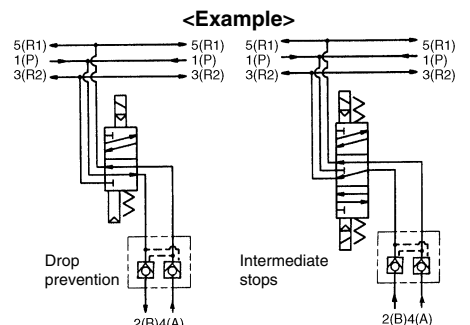 <Example>
5(R1) 5(R1)
1(P) 1(P)
3(R2) 3(R2)
5(R1) 5(R1)
1(P) 1(P)
3(R2) 3(R2)
Drop
prevention
2(B)4(A)
Intermediate
stops
2(B)4(A)